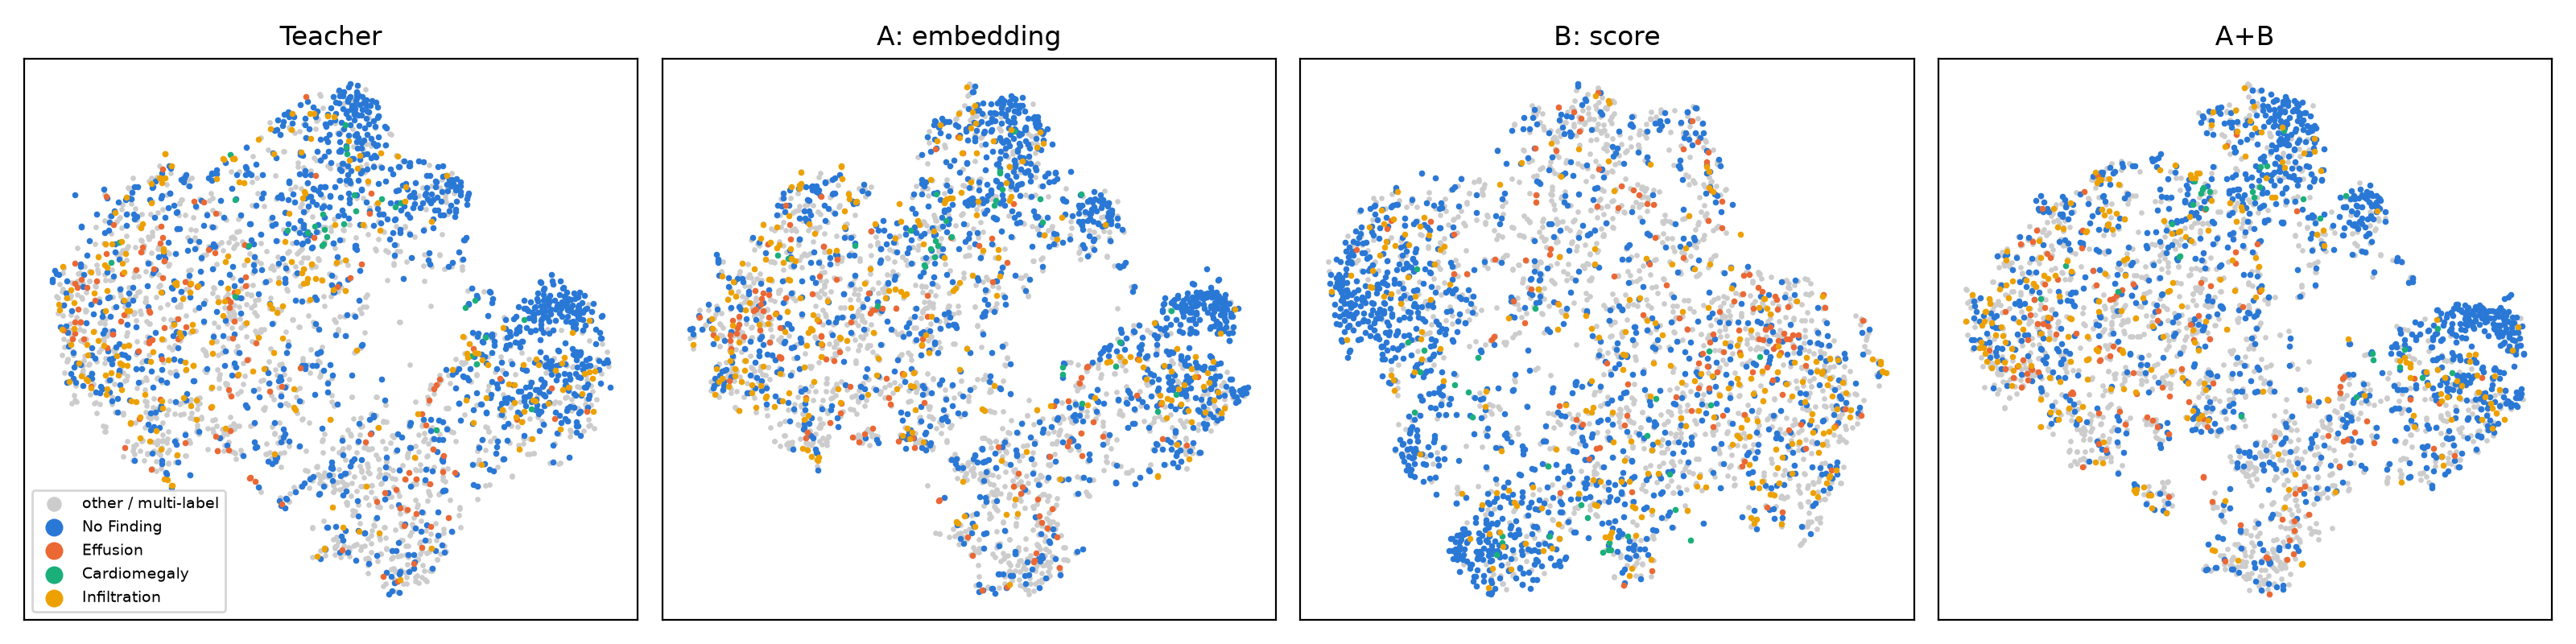 Teacher
A: embedding
B: score
A+B
other / multi-label
No Finding
Effusion
Cardiomegaly
Infiltration